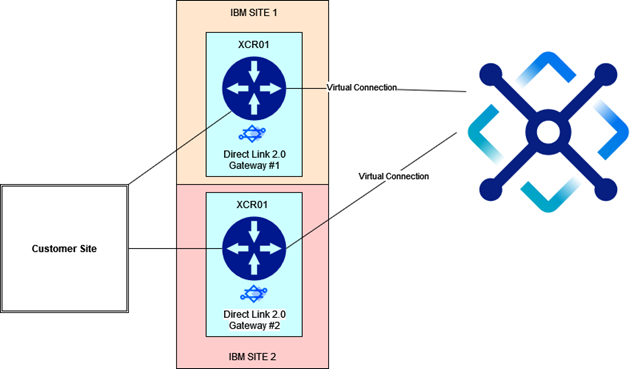 IBM SITE 1
XCR01
Direct Link 2.0
Gateway #1
Virtual Connection
Virtual Connection
XCR01
Customer Site
Direct Link 2.0
Gateway #2
IBM SITE 2